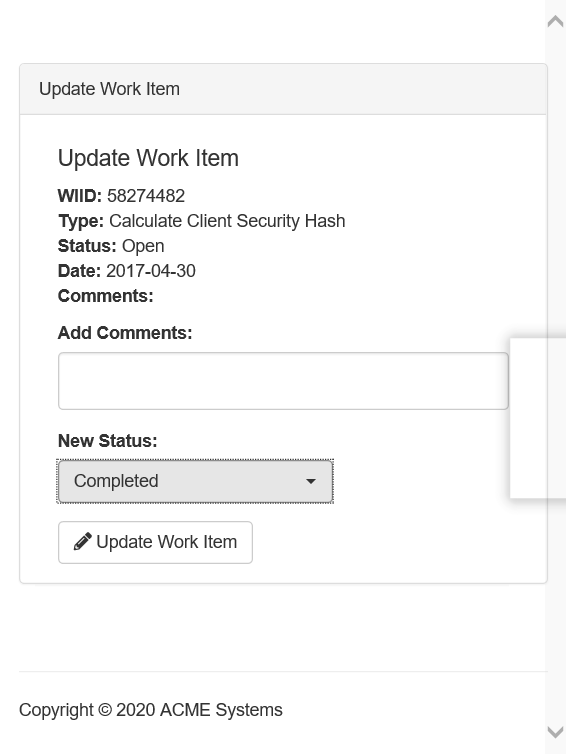 Update Work Item
Update Work Item
WIID: 58274482
Type: Calculate Client Security Hash
Status: Open
Date: 2017-04-30
Comments:
Add Comments:
New Status:
Completed
Update Work Item
Copyright © 2020 ACME Systems